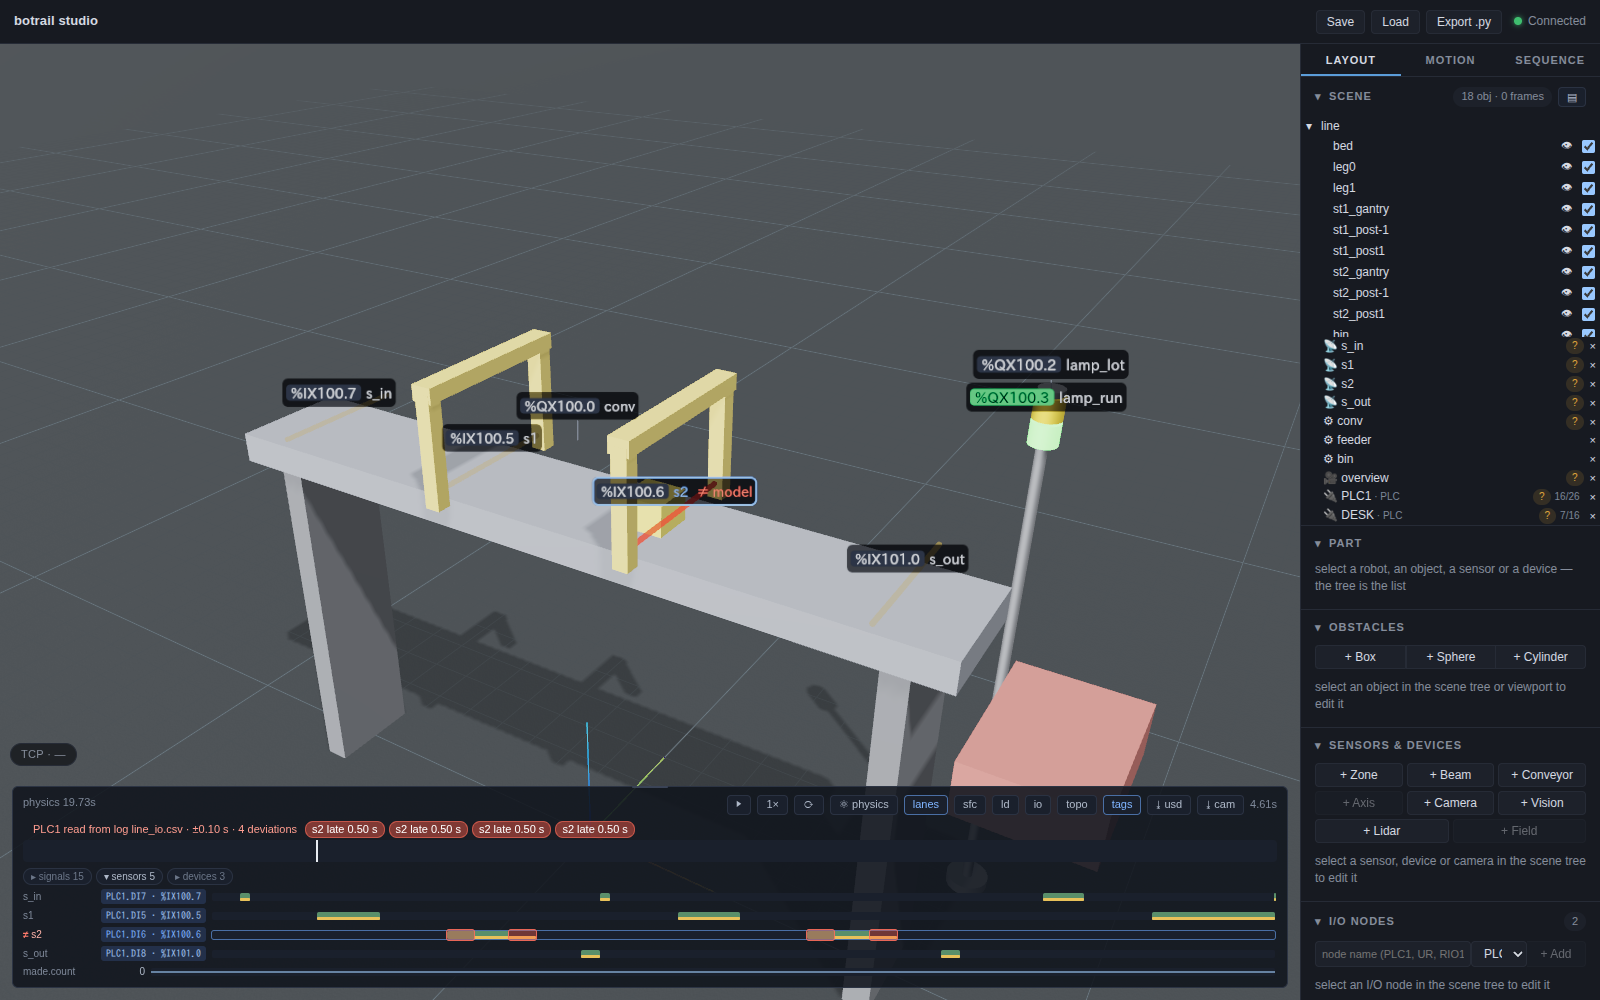 botrail studio
Save
Load
Export .py
Connected
LAYOUT
MOTION
SEQUENCE
▾ SCENE
18 obj · 0 frames
▾ line
bed
leg0
leg1
st1_gantry
st1_post-1
st1_post1
st2_gantry
st2_post-1
st2_post1
bin
s_in ? ×
s1 ? ×
s2 ? ×
s_out ? ×
conv ? ×
feeder ×
bin ×
overview ? ×
PLC1 · PLC ? 16/26 ×
DESK · PLC ? 7/16 ×
▾ PART
select a robot, an object, a sensor or a device —
the tree is the list
▾ OBSTACLES
+ Box
+ Sphere
+ Cylinder
select an object in the scene tree or viewport to
edit it
▾ SENSORS & DEVICES
+ Zone
+ Beam
+ Conveyor
+ Axis
+ Camera
+ Vision
+ Lidar
+ Field
select a sensor, device or camera in the scene tree
to edit it
▾ I/O NODES
2
node name (PLC1, UR, RIO1
PLC
+ Add
select an I/O node in the scene tree to edit it
%QX100.2 lamp_lot
%QX100.3 lamp_run
%IX100.7 s_in
%QX100.0 conv
%IX100.5 s1
%IX100.6 s2 ≠ model
%IX101.0 s_out
TCP · —
physics 19.73s
1×
physics
lanes
sfc
ld
io
topo
tags
usd
cam
4.61s
PLC1 read from log line_io.csv · ±0.10 s · 4 deviations
s2 late 0.50 s
s2 late 0.50 s
s2 late 0.50 s
s2 late 0.50 s
▸ signals 15
▾ sensors 5
▸ devices 3
s_in PLC1.DI7 · %IX100.7
s1 PLC1.DI5 · %IX100.5
≠ s2 PLC1.DI6 · %IX100.6
s_out PLC1.DI8 · %IX101.0
made.count 0